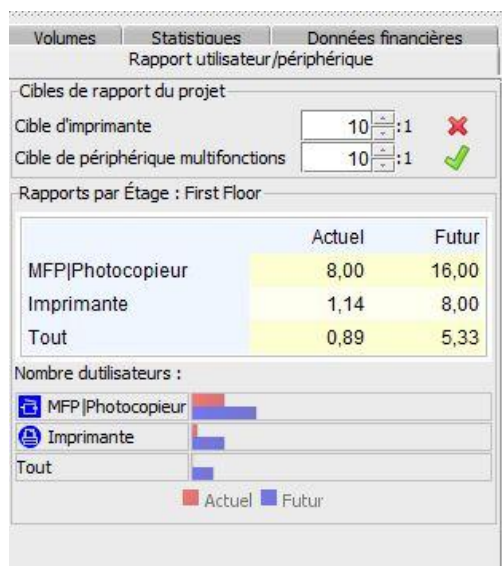 Volumes Statistiques Données financières
Rapport utilisateur/périphérique
Cibles de rapport du projet
Cible d'imprimante 10 :1
Cible de périphérique multifonctions 10 :1
Rapports par Étage : First Floor
Actuel Futur
MFP|Photocopieur 8,00 16,00
Imprimante 1,14 8,00
Tout 0,89 5,33
Nombre dutilisateurs :
MFP|Photocopieur
Imprimante
Tout
Actuel Futur